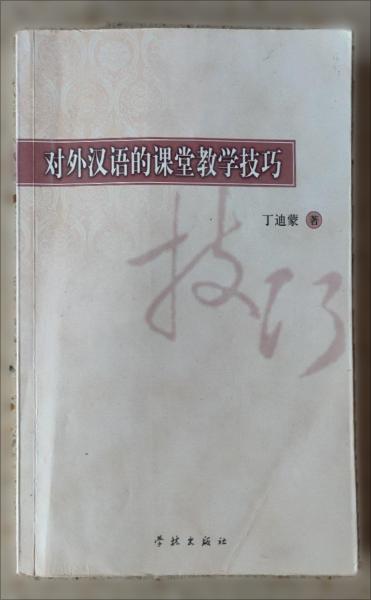 对外汉语的课堂教学技巧
丁迪蒙 著
技巧
学林出版社